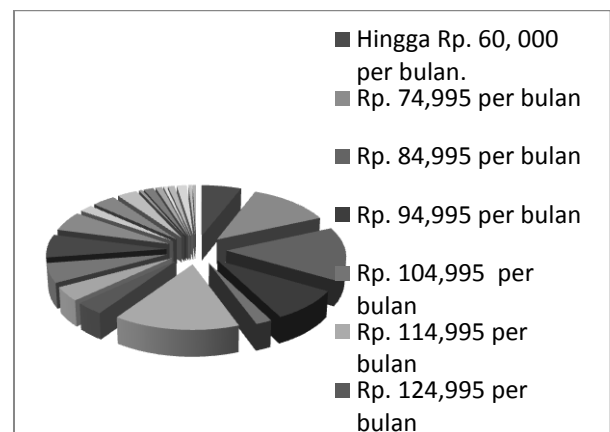 Hingga Rp. 60, 000
per bulan.
Rp. 74,995 per bulan
Rp. 84,995 per bulan
Rp. 94,995 per bulan
Rp. 104,995  per
bulan
Rp. 114,995 per
bulan
Rp. 124,995 per
bulan